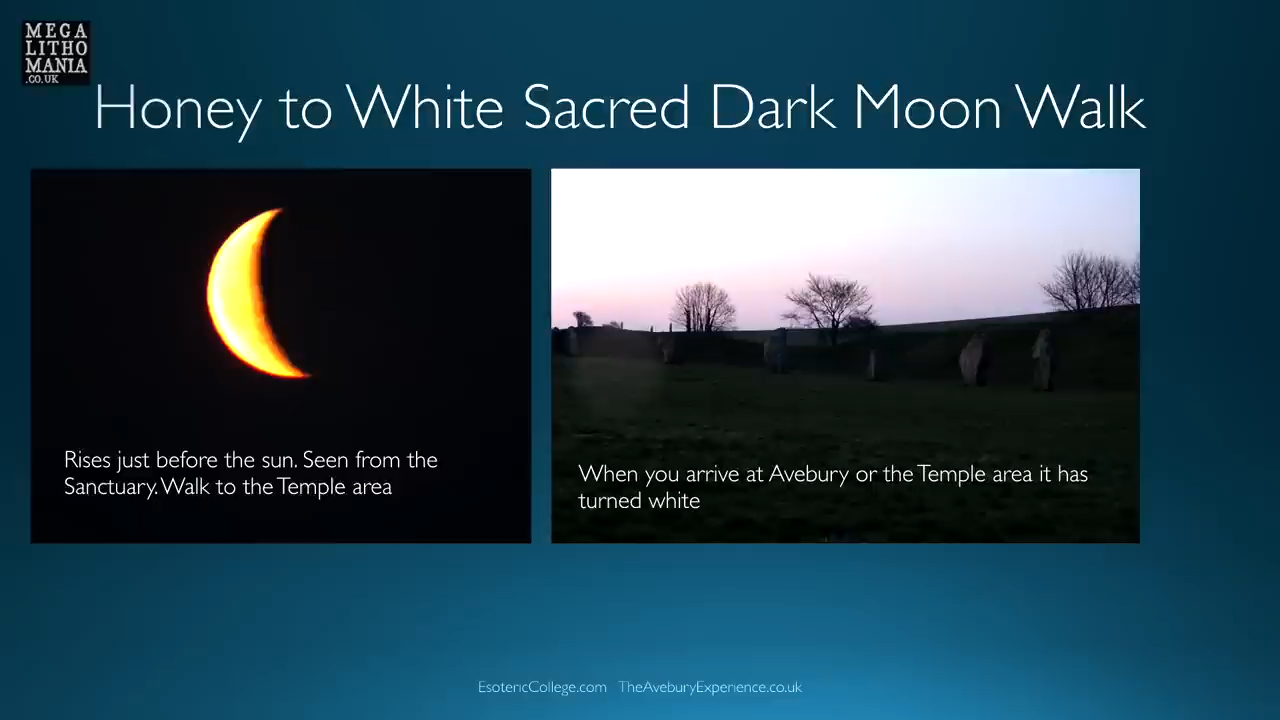 MEGA
LITHO
MANIA
.CO.UK
Honey to White Sacred Dark Moon Walk
Rises just before the sun. Seen from the
Sanctuary. Walk to the Temple area
When you arrive at Avebury or the Temple area it has
turned white
EsotericCollege.com TheAveburyExperience.co.uk